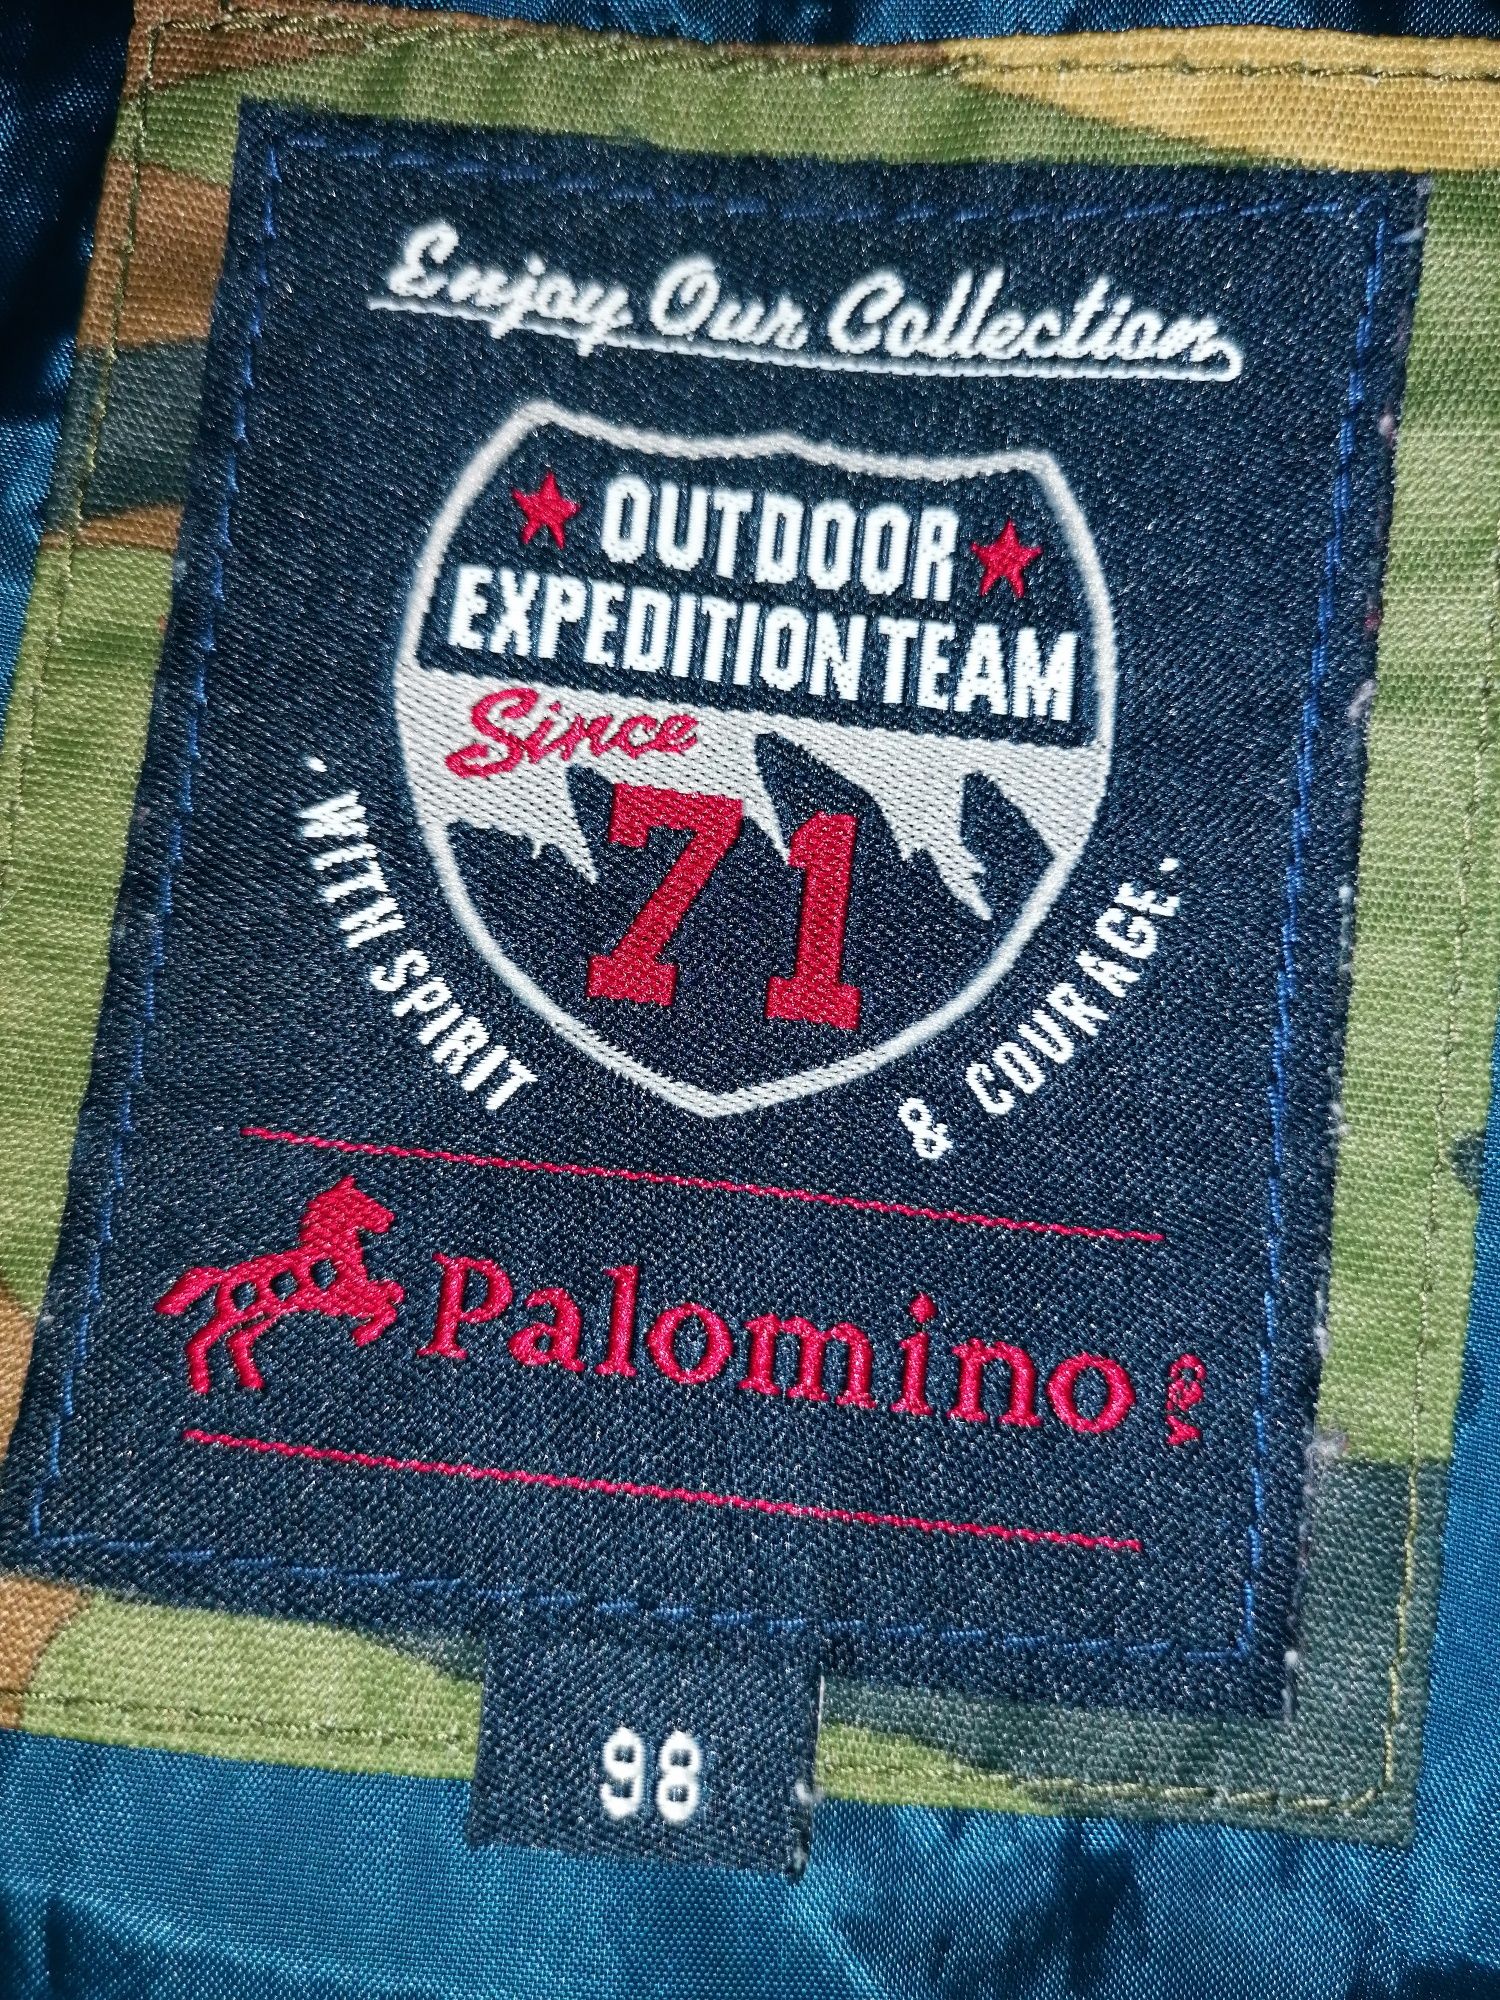 Enjoy Our Collection
OUTDOOR
EXPEDITION TEAM
Since
71
· WITH SPIRIT
& COURAGE ·
Palomino C&A
98